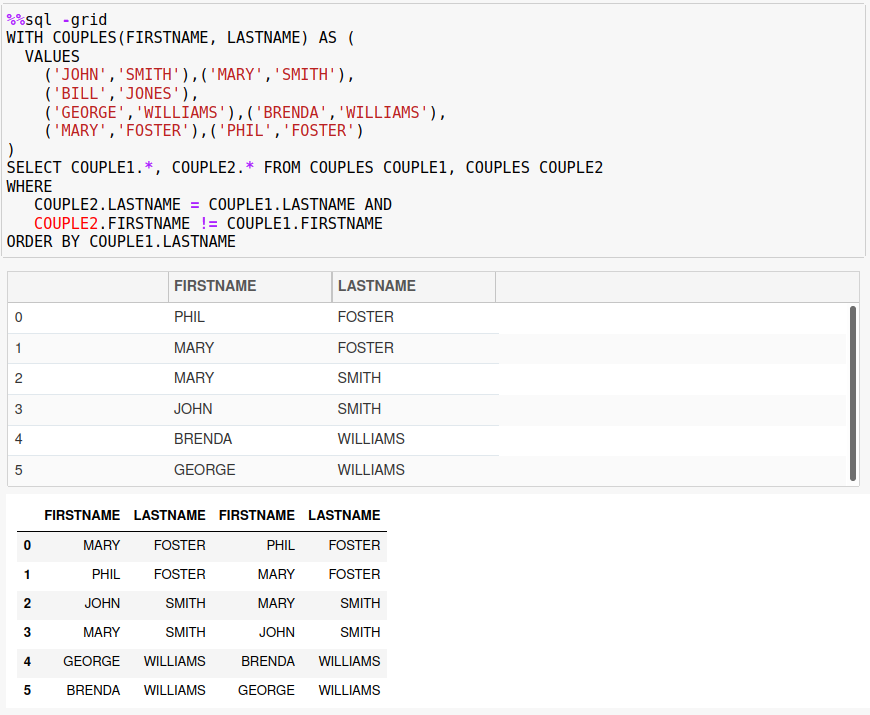 %%sql -grid
WITH COUPLES(FIRSTNAME, LASTNAME) AS (
  VALUES
    ('JOHN','SMITH'),('MARY','SMITH'),
    ('BILL','JONES'),
    ('GEORGE','WILLIAMS'),('BRENDA','WILLIAMS'),
    ('MARY','FOSTER'),('PHIL','FOSTER')
)
SELECT COUPLE1.*, COUPLE2.* FROM COUPLES COUPLE1, COUPLES COUPLE2
WHERE
   COUPLE2.LASTNAME = COUPLE1.LASTNAME AND
   COUPLE2.FIRSTNAME != COUPLE1.FIRSTNAME
ORDER BY COUPLE1.LASTNAME
FIRSTNAME LASTNAME
0 PHIL FOSTER
1 MARY FOSTER
2 MARY SMITH
3 JOHN SMITH
4 BRENDA WILLIAMS
5 GEORGE WILLIAMS
FIRSTNAME LASTNAME FIRSTNAME LASTNAME
0 MARY FOSTER PHIL FOSTER
1 PHIL FOSTER MARY FOSTER
2 JOHN SMITH MARY SMITH
3 MARY SMITH JOHN SMITH
4 GEORGE WILLIAMS BRENDA WILLIAMS
5 BRENDA WILLIAMS GEORGE WILLIAMS